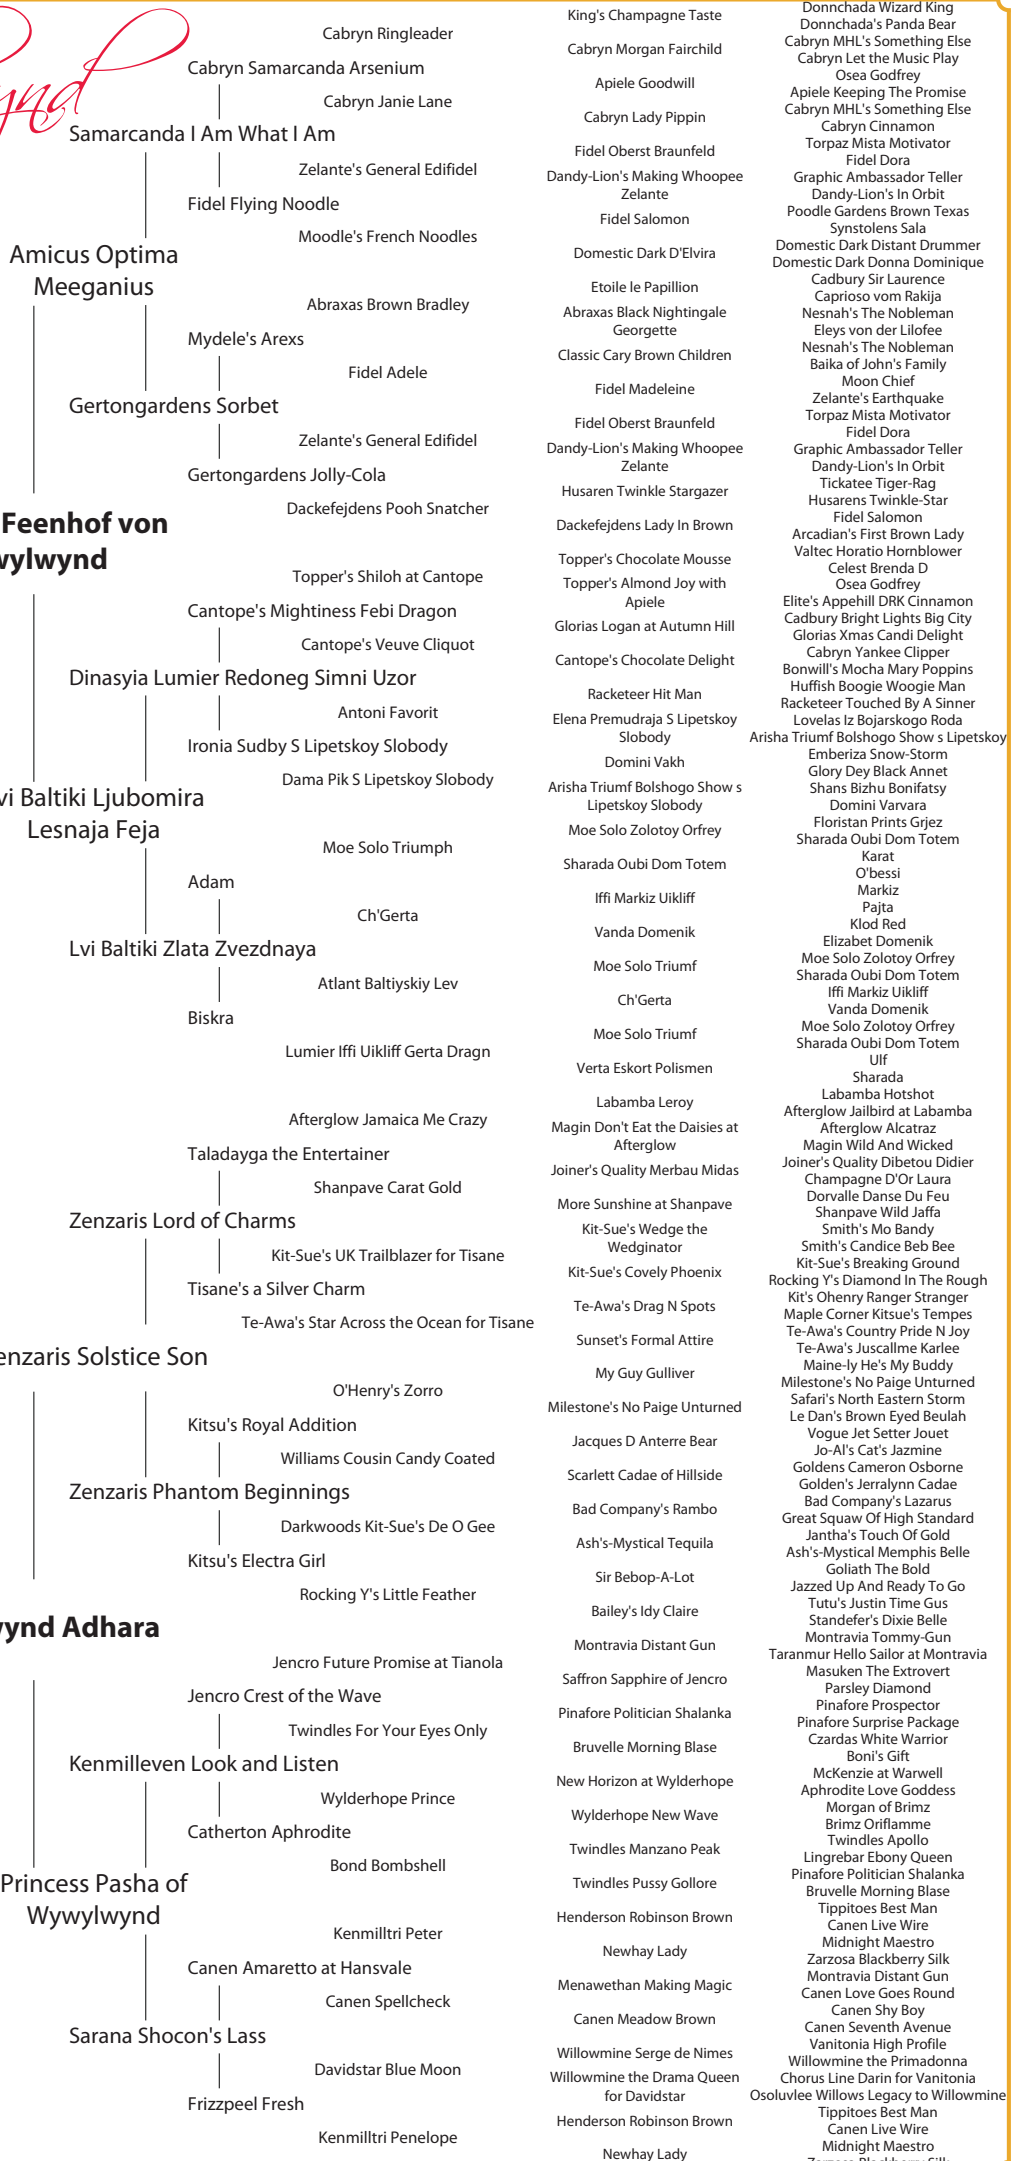 Donnchada Wizard King
King's Champagne Taste
Donnchada's Panda Bear
Cabryn Ringleader
Cabryn MHL's Something Else
Cabryn Morgan Fairchild
Cabryn Let the Music Play
Cabryn Samarcanda Arsenium
Osea Godfrey
Apiele Goodwill
Apiele Keeping The Promise
Cabryn Janie Lane
Cabryn MHL's Something Else
Cabryn Lady Pippin
Cabryn Cinnamon
Samarcanda I Am What I Am
Torpaz Mista Motivator
Fidel Oberst Braunfeld
Fidel Dora
Zelante's General Edifidel
Graphic Ambassador Teller
Dandy-Lion's Making Whoopee
Zelante
Dandy-Lion's In Orbit
Fidel Flying Noodle
Poodle Gardens Brown Texas
Fidel Salomon
Synstolens Sala
Moodle's French Noodles
Domestic Dark Distant Drummer
Domestic Dark D'Elvira
Domestic Dark Donna Dominique
Amicus Optima
Meeganius
Cadbury Sir Laurence
Etoile le Papillion
Caprioso vom Rakija
Abraxas Brown Bradley
Nesnah's The Nobleman
Abraxas Black Nightingale
Georgette
Eleys von der Lilofee
Mydele's Arexs
Nesnah's The Nobleman
Classic Cary Brown Children
Baika of John's Family
Fidel Adele
Moon Chief
Fidel Madeleine
Zelante's Earthquake
Gertongardens Sorbet
Torpaz Mista Motivator
Fidel Oberst Braunfeld
Fidel Dora
Zelante's General Edifidel
Graphic Ambassador Teller
Dandy-Lion's Making Whoopee
Zelante
Dandy-Lion's In Orbit
Gertongardens Jolly-Cola
Tickatee Tiger-Rag
Husaren Twinkle Stargazer
Husarens Twinkle-Star
Dackefejdens Pooh Snatcher
Fidel Salomon
Dackefejdens Lady In Brown
Arcadian's First Brown Lady
Feenhof von
Valtec Horatio Hornblower
Topper's Chocolate Mousse
Celest Brenda D
Topper's Shiloh at Cantope
Osea Godfrey
Topper's Almond Joy with
Apiele
Elite's Appehill DRK Cinnamon
Cantope's Mightiness Febi Dragon
Cadbury Bright Lights Big City
Glorias Logan at Autumn Hill
Glorias Xmas Candi Delight
Cantope's Veuve Cliquot
Cabryn Yankee Clipper
Cantope's Chocolate Delight
Bonwill's Mocha Mary Poppins
Dinasyia Lumier Redoneg Simni Uzor
Huffish Boogie Woogie Man
Racketeer Hit Man
Racketeer Touched By A Sinner
Antoni Favorit
Lovelas Iz Bojarskogo Roda
Elena Premudraja S Lipetskoy
Slobody
Arisha Triumf Bolshogo Show s Lipetskoy
Ironia Sudby S Lipetskoy Slobody
Emberiza Snow-Storm
Domini Vakh
Glory Dey Black Annet
Dama Pik S Lipetskoy Slobody
Shans Bizhu Bonifatsy
Arisha Triumf Bolshogo Show s
Lipetskoy Slobody
Domini Varvara
Baltiki Ljubomira
Lesnaja Feja
Floristan Prints Grjez
Moe Solo Zolotoy Orfrey
Sharada Oubi Dom Totem
Moe Solo Triumph
Karat
Sharada Oubi Dom Totem
O'bessi
Adam
Markiz
Iffi Markiz Uikliff
Pajta
Ch'Gerta
Klod Red
Vanda Domenik
Elizabet Domenik
Lvi Baltiki Zlata Zvezdnaya
Moe Solo Zolotoy Orfrey
Moe Solo Triumf
Sharada Oubi Dom Totem
Atlant Baltiyskiy Lev
Iffi Markiz Uikliff
Ch'Gerta
Vanda Domenik
Biskra
Moe Solo Zolotoy Orfrey
Moe Solo Triumf
Sharada Oubi Dom Totem
Lumier Iffi Uikliff Gerta Dragn
Ulf
Verta Eskort Polismen
Sharada
Labamba Hotshot
Labamba Leroy
Afterglow Jailbird at Labamba
Afterglow Jamaica Me Crazy
Afterglow Alcatraz
Magin Don't Eat the Daisies at
Afterglow
Magin Wild And Wicked
Taladayga the Entertainer
Joiner's Quality Dibetou Didier
Joiner's Quality Merbau Midas
Champagne D'Or Laura
Shanpave Carat Gold
Dorvalle Danse Du Feu
More Sunshine at Shanpave
Shanpave Wild Jaffa
Zenzaris Lord of Charms
Smith's Mo Bandy
Kit-Sue's Wedge the
Wedginator
Smith's Candice Beb Bee
Kit-Sue's UK Trailblazer for Tisane
Kit-Sue's Breaking Ground
Kit-Sue's Covely Phoenix
Rocking Y's Diamond In The Rough
Tisane's a Silver Charm
Kit's Ohenry Ranger Stranger
Te-Awa's Drag N Spots
Maple Corner Kitsue's Tempes
Te-Awa's Star Across the Ocean for Tisane
Te-Awa's Country Pride N Joy
Sunset's Formal Attire
Te-Awa's Juscallme Karlee
Solstice Son
Maine-ly He's My Buddy
My Guy Gulliver
Milestone's No Paige Unturned
O'Henry's Zorro
Safari's North Eastern Storm
Milestone's No Paige Unturned
Le Dan's Brown Eyed Beulah
Kitsu's Royal Addition
Vogue Jet Setter Jouet
Jacques D Anterre Bear
Jo-Al's Cat's Jazmine
Williams Cousin Candy Coated
Goldens Cameron Osborne
Scarlett Cadae of Hillside
Golden's Jerralynn Cadae
Zenzaris Phantom Beginnings
Bad Company's Lazarus
Bad Company's Rambo
Great Squaw Of High Standard
Darkwoods Kit-Sue's De O Gee
Jantha's Touch Of Gold
Ash's-Mystical Tequila
Ash's-Mystical Memphis Belle
Kitsu's Electra Girl
Goliath The Bold
Sir Bebop-A-Lot
Jazzed Up And Ready To Go
Rocking Y's Little Feather
Tutu's Justin Time Gus
Bailey's Idy Claire
Standefer's Dixie Belle
Adhara
Montravia Tommy-Gun
Montravia Distant Gun
Taranmur Hello Sailor at Montravia
Jencro Future Promise at Tianola
Masuken The Extrovert
Saffron Sapphire of Jencro
Parsley Diamond
Jencro Crest of the Wave
Pinafore Prospector
Pinafore Politician Shalanka
Pinafore Surprise Package
Twindles For Your Eyes Only
Czardas White Warrior
Bruvelle Morning Blase
Boni's Gift
Kenmilleven Look and Listen
McKenzie at Warwell
New Horizon at Wylderhope
Aphrodite Love Goddess
Wylderhope Prince
Morgan of Brimz
Wylderhope New Wave
Brimz Oriflamme
Catherton Aphrodite
Twindles Apollo
Twindles Manzano Peak
Lingrebar Ebony Queen
Bond Bombshell
Pinafore Politician Shalanka
Twindles Pussy Gollore
Bruvelle Morning Blase
Princess Pasha of
Wywylwynd
Tippitoes Best Man
Henderson Robinson Brown
Canen Live Wire
Kenmilltri Peter
Midnight Maestro
Newhay Lady
Zarzosa Blackberry Silk
Canen Amaretto at Hansvale
Montravia Distant Gun
Menawethan Making Magic
Canen Love Goes Round
Canen Spellcheck
Canen Shy Boy
Canen Meadow Brown
Canen Seventh Avenue
Sarana Shocon's Lass
Vanitonia High Profile
Willowmine Serge de Nimes
Willowmine the Primadonna
Davidstar Blue Moon
Chorus Line Darin for Vanitonia
Willowmine the Drama Queen
for Davidstar
Osoluvlee Willows Legacy to Willowmine
Frizzpeel Fresh
Tippitoes Best Man
Henderson Robinson Brown
Canen Live Wire
Kenmilltri Penelope
Midnight Maestro
Newhay Lady